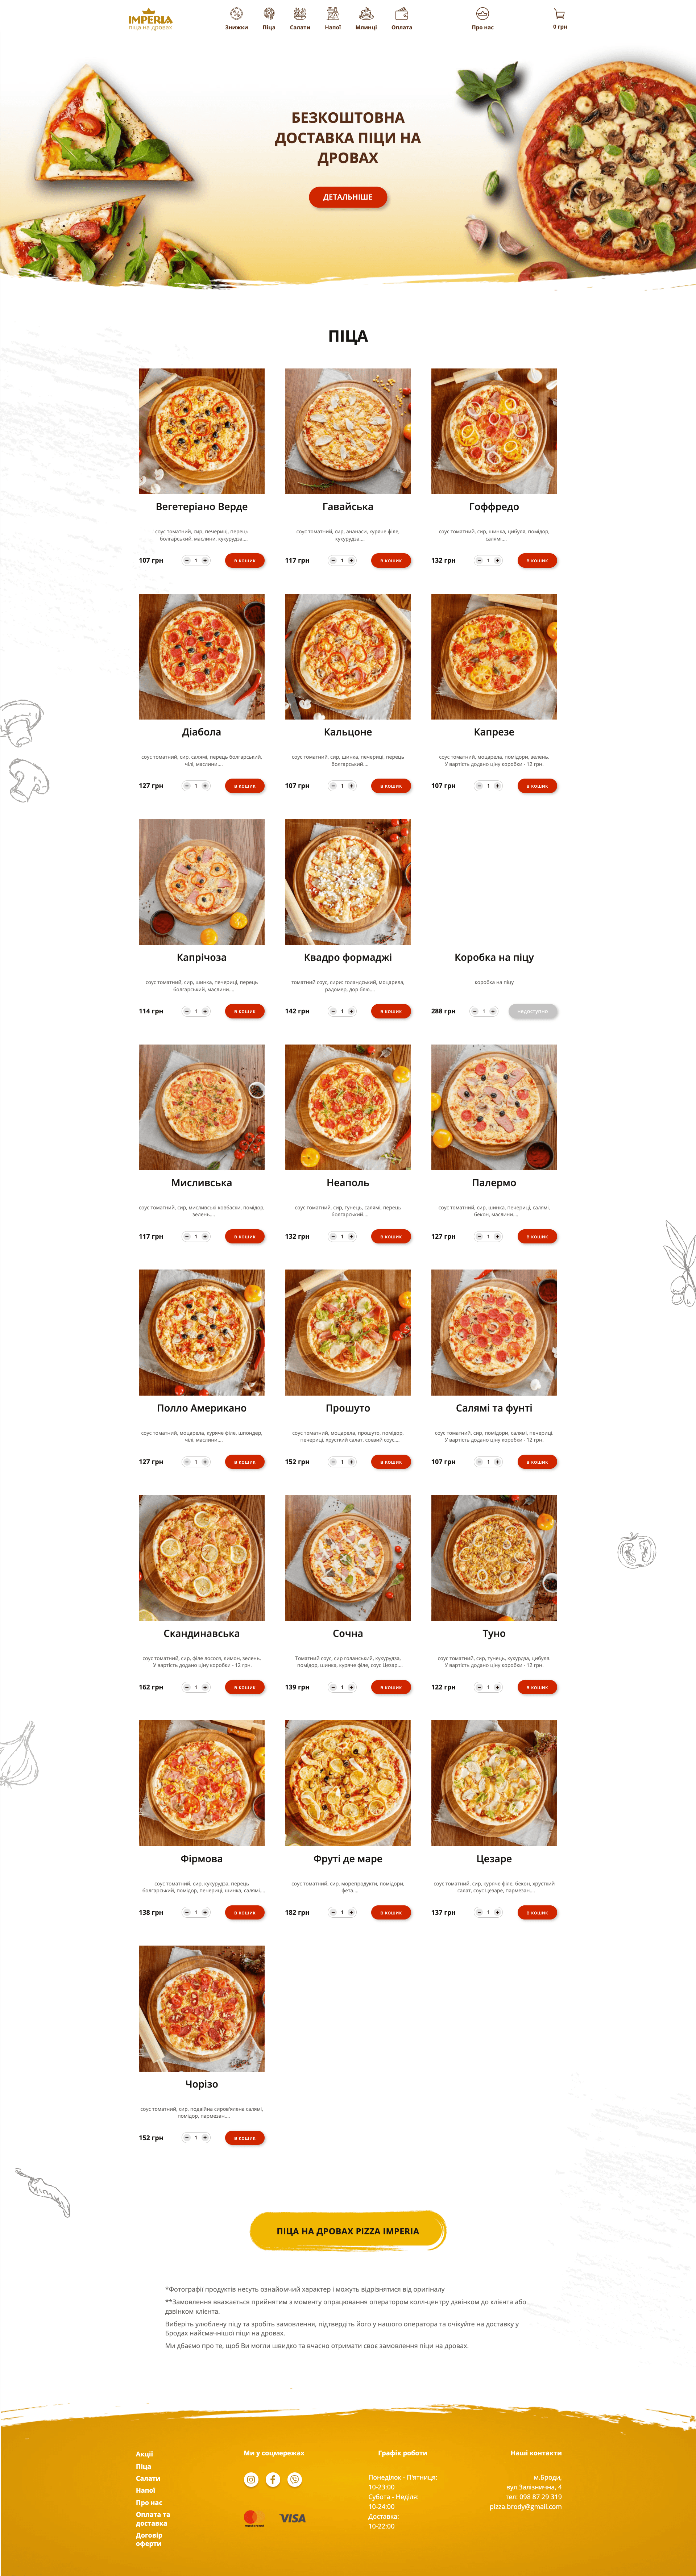 IMPERIA
піца на дровах
Знижки
Піца
Салати
Напої
Млинці
Оплата
Про нас
0 грн
БЕЗКОШТОВНА
ДОСТАВКА ПІЦИ НА
ДРОВАХ
ДЕТАЛЬНІШЕ
ПІЦА
Вегетеріано Верде
соус томатний, сир, печериці, перець
болгарський, маслини, кукурудза....
107 грн
1
В КОШИК
Гавайська
соус томатний, сир, ананаси, куряче філе,
кукурудза....
117 грн
1
В КОШИК
Гоффредо
соус томатний, сир, шинка, цибуля, помідор,
салямі....
132 грн
1
В КОШИК
Діабола
соус томатний, сир, салямі, перець болгарський,
чілі, маслини....
127 грн
1
В КОШИК
Кальцоне
соус томатний, сир, шинка, печериці, перець
болгарський....
107 грн
1
В КОШИК
Капрезе
соус томатний, моцарела, помідори, зелень.
У вартість додано ціну коробки - 12 грн.
107 грн
1
В КОШИК
Капрічоза
соус томатний, сир, шинка, печериці, перець
болгарський, маслини....
114 грн
1
В КОШИК
Квадро формаджі
томатний соус, сири: голандський, моцарела,
радомер, дор блю....
142 грн
1
В КОШИК
Коробка на піцу
коробка на піцу
288 грн
1
НЕДОСТУПНО
Мисливська
соус томатний, сир, мисливські ковбаски, помідор,
зелень....
117 грн
1
В КОШИК
Неаполь
соус томатний, сир, тунець, салямі, перець
болгарський....
132 грн
1
В КОШИК
Палермо
соус томатний, сир, шинка, печериці, салямі,
бекон, маслини....
127 грн
1
В КОШИК
Полло Американо
соус томатний, моцарела, куряче філе, шпондер,
чілі, маслини....
127 грн
1
В КОШИК
Прошуто
соус томатний, моцарела, прошуто, помідор,
печериці, хрусткий салат, соєвий соус....
152 грн
1
В КОШИК
Салямі та фунгі
соус томатний, сир, помідори, салямі, печериці.
У вартість додано ціну коробки - 12 грн.
107 грн
1
В КОШИК
Скандинавська
соус томатний, сир, філе лосося, лимон, зелень.
У вартість додано ціну коробки - 12 грн.
162 грн
1
В КОШИК
Сочна
Томатний соус, сир голанський, кукурудза,
помідор, шинка, куряче філе, соус Цезар....
139 грн
1
В КОШИК
Туно
соус томатний, сир, тунець, кукурдза, цибуля.
У вартість додано ціну коробки - 12 грн.
122 грн
1
В КОШИК
Фірмова
соус томатний, сир, кукурудза, перець
болгарський, помідор, печериці, шинка, салямі....
138 грн
1
В КОШИК
Фруті де маре
соус томатний, сир, морепродукти, помідори,
фета....
182 грн
1
В КОШИК
Цезаре
соус томатний, сир, куряче філе, бекон, хрусткий
салат, соус Цезаре, пармезан....
137 грн
1
В КОШИК
Чорізо
соус томатний, сир, подвійна сиров'ялена салямі,
помідор, пармезан....
152 грн
1
В КОШИК
ПІЦА НА ДРОВАХ PIZZA IMPERIA
*Фотографії продуктів несуть ознайомчий характер і можуть відрізнятися від оригіналу
**Замовлення вважається прийнятим з моменту опрацювання оператором колл-центру дзвінком до клієнта або
дзвінком клієнта.
Виберіть улюблену піцу та зробіть замовлення, підтвердіть його у нашого оператора та очікуйте на доставку у
Бродах найсмачнішої піци на дровах.
Ми дбаємо про те, щоб Ви могли швидко та вчасно отримати своє замовлення піци на дровах.
Акції
Піца
Салати
Напої
Про нас
Оплата та
доставка
Договір
оферти
Ми у соцмережах
mastercard
VISA
Графік роботи
Понеділок - П'ятниця:
10-23:00
Субота - Неділя:
10-24:00
Доставка:
10-22:00
Наші контакти
м.Броди,
вул.Залізнична, 4
тел: 098 87 29 319
pizza.brody@gmail.com